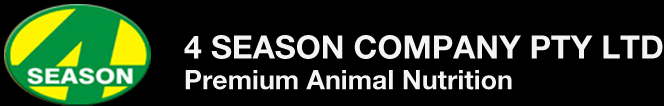 4
SEASON
4 SEASON COMPANY PTY LTD
Premium Animal Nutrition